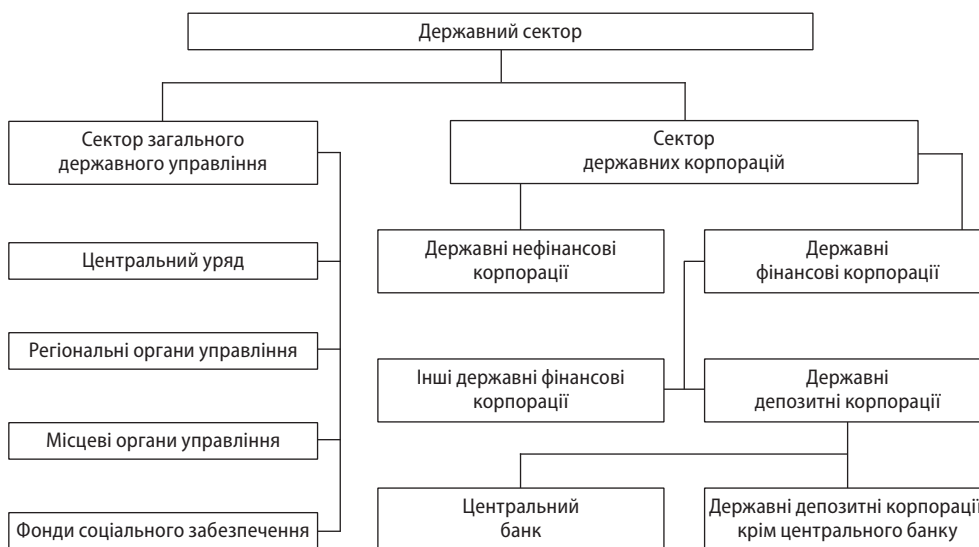 Державний сектор
Сектор загального
державного управління
Сектор
державних корпорацій
Центральний уряд
Державні нефінансові
корпорації
Державні
фінансові корпорації
Регіональні органи управління
Інші державні фінансові
корпорації
Державні
депозитні корпорації
Місцеві органи управління
Фонди соціального забезпечення
Центральний
банк
Державні депозитні корпорації
крім центрального банку